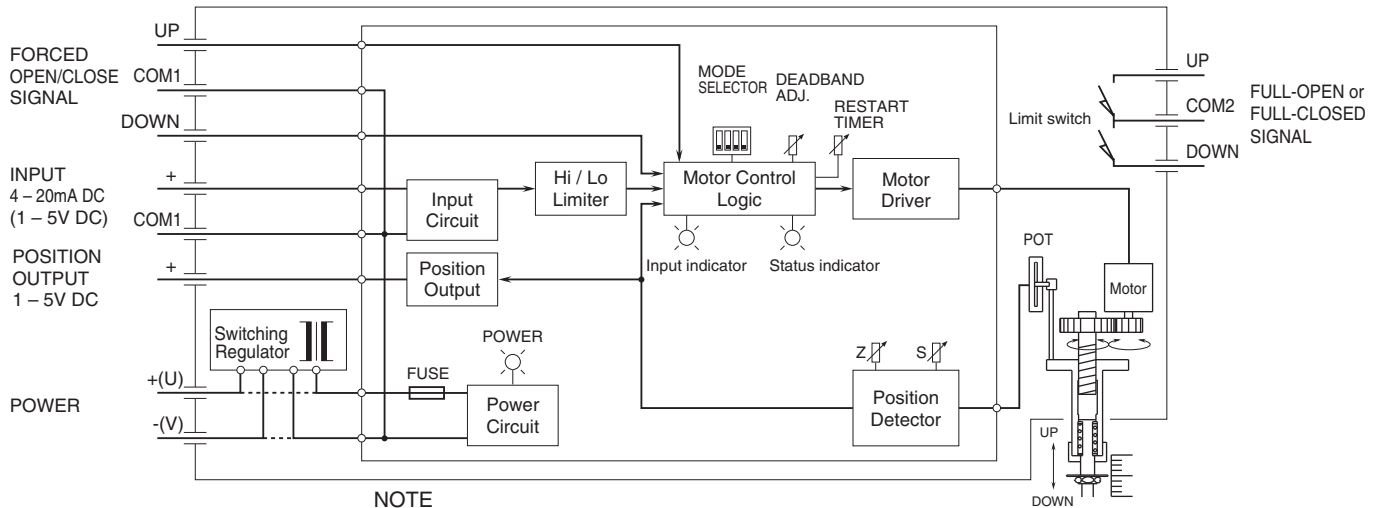 FORCED
OPEN/CLOSE
SIGNAL
UP
COM1
DOWN
INPUT
4 – 20mA DC
(1 – 5V DC)
+
COM1
POSITION
OUTPUT
1 – 5V DC
+
POWER
+(U)
-(V)
Switching
Regulator
FUSE
POWER
Power
Circuit
Input
Circuit
Position
Output
Hi / Lo
Limiter
MODE
SELECTOR
DEADBAND
ADJ.
RESTART
TIMER
Motor Control
Logic
Input indicator
Status indicator
Motor
Driver
Z
S
Position
Detector
POT
Motor
UP
DOWN
Limit switch
UP
COM2
DOWN
FULL-OPEN or
FULL-CLOSED
SIGNAL
NOTE